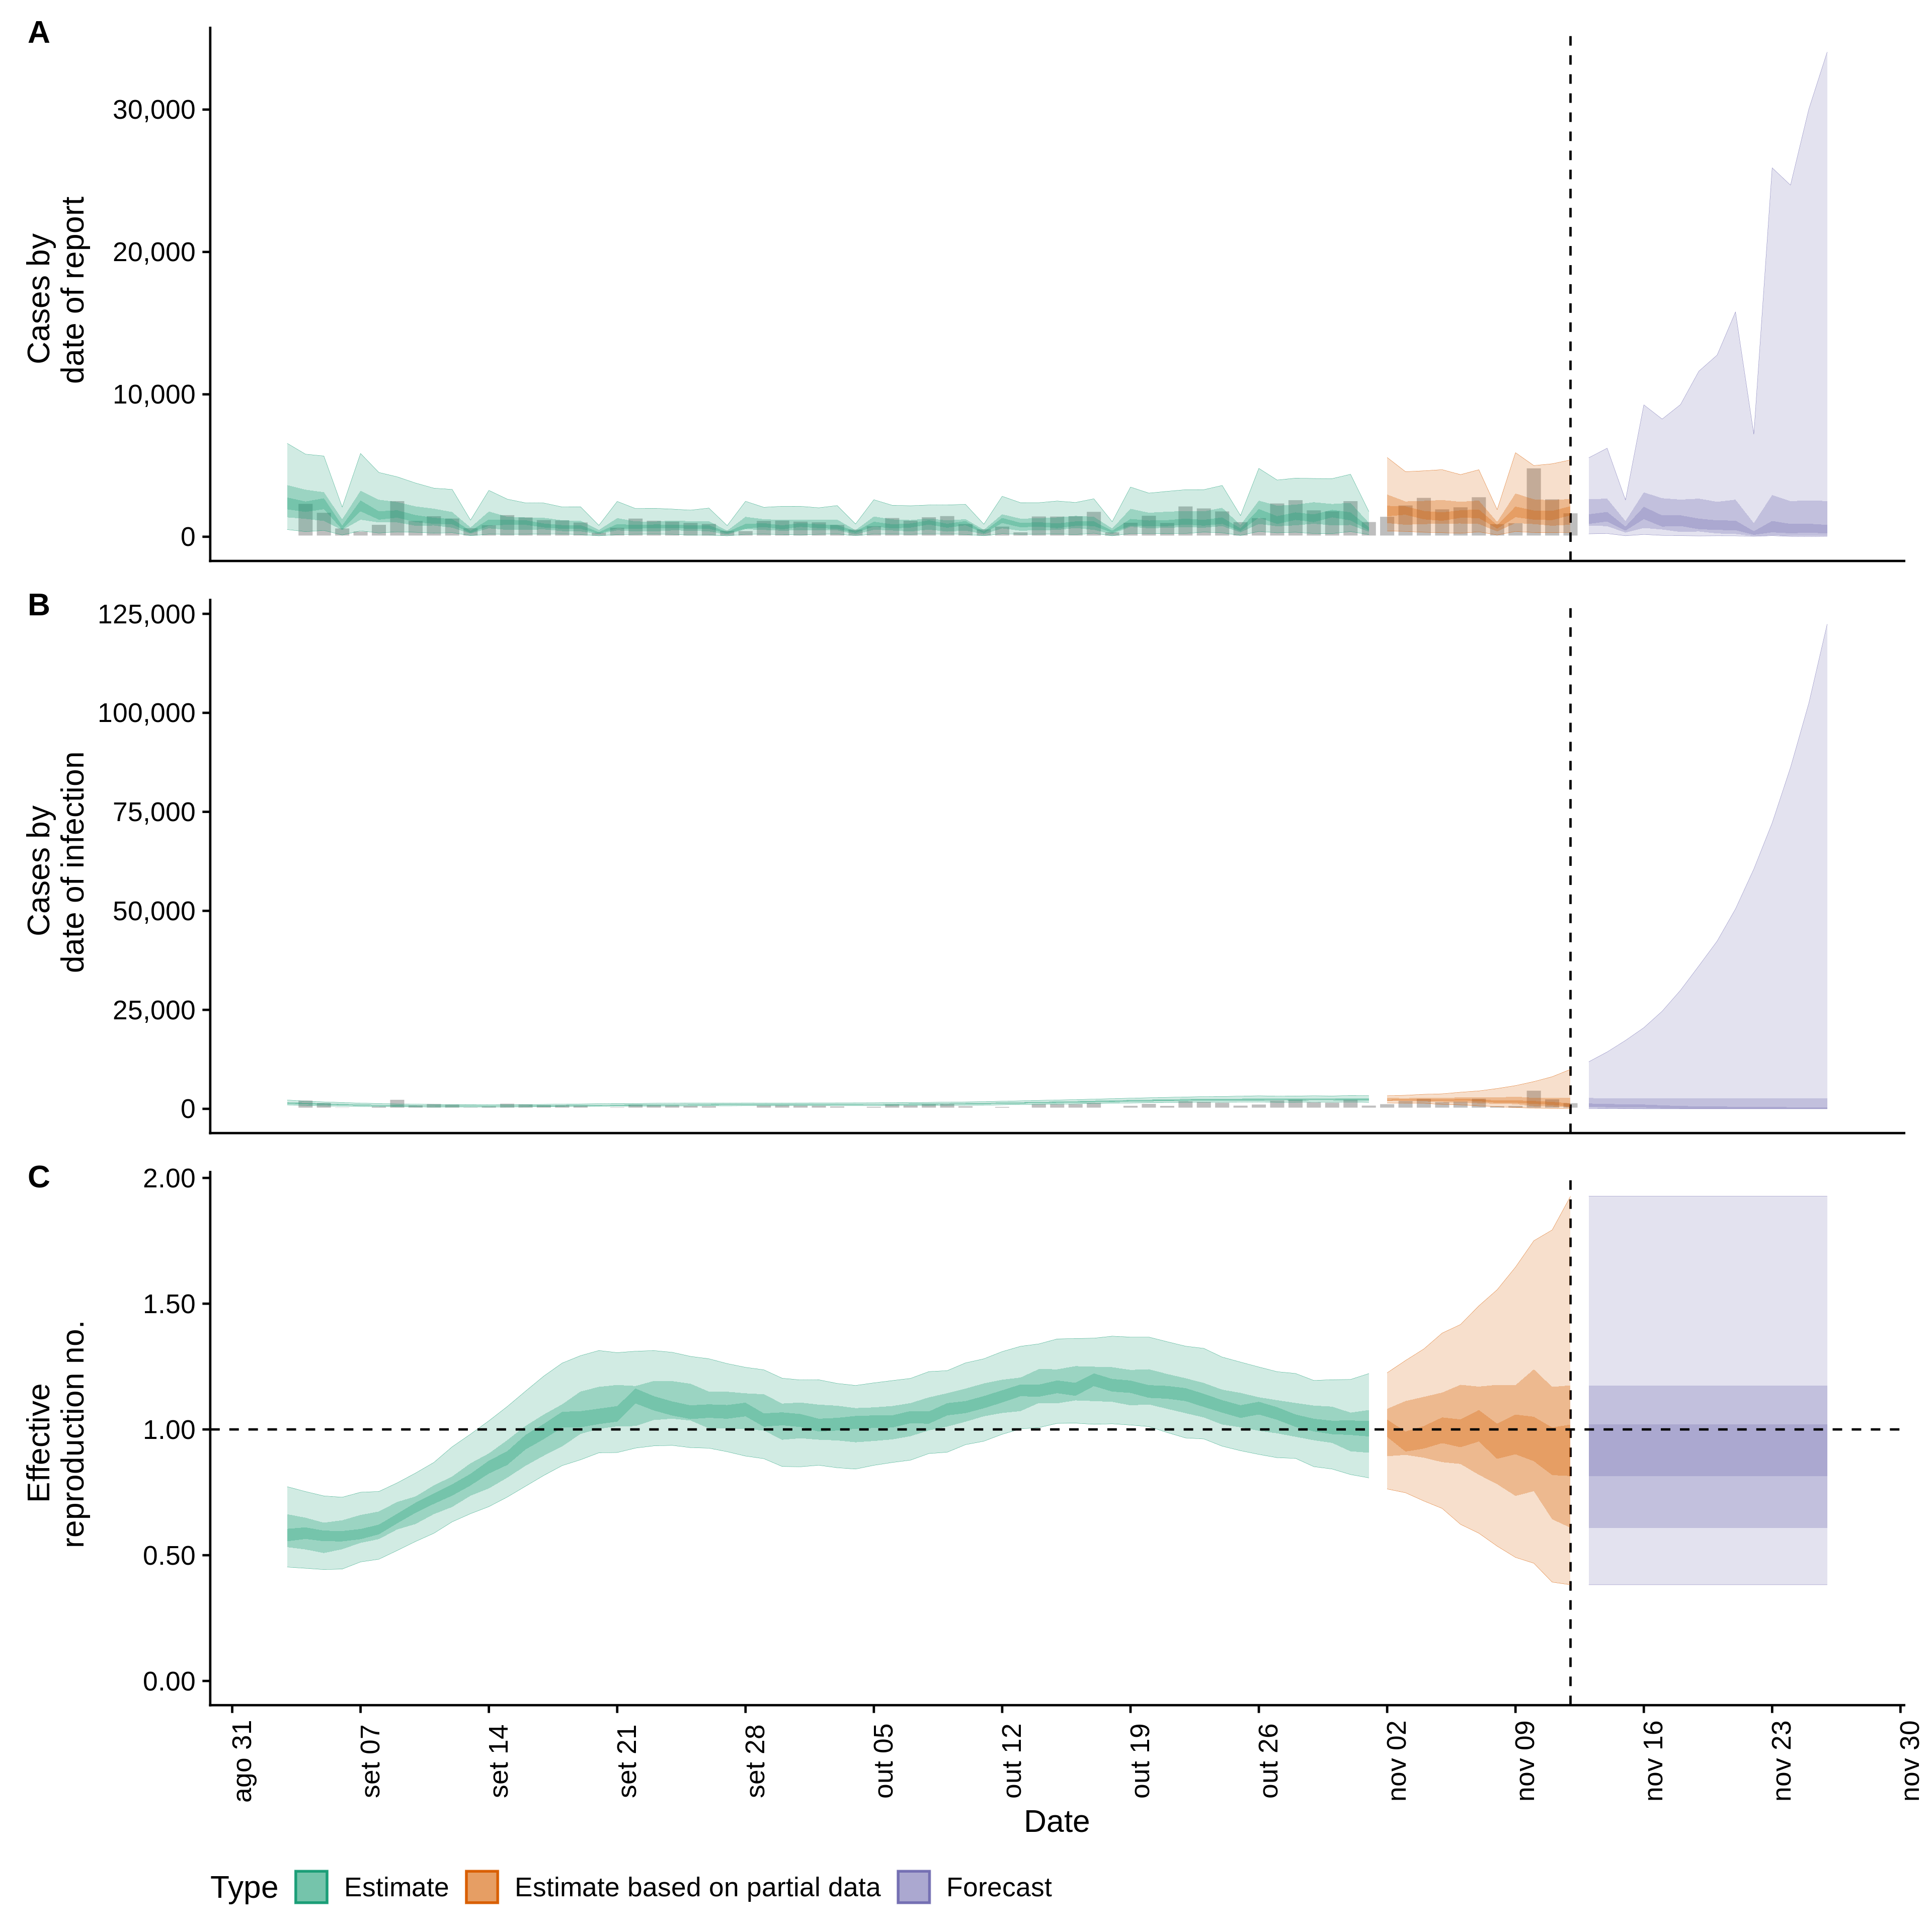 A
Cases by
date of report
30,000
20,000
10,000
0
B
Cases by
date of infection
125,000
100,000
75,000
50,000
25,000
0
C
Effective
reproduction no.
2.00
1.50
1.00
0.50
0.00
ago 31
set 07
set 14
set 21
set 28
out 05
out 12
out 19
out 26
nov 02
nov 09
nov 16
nov 23
nov 30
Date
Type Estimate Estimate based on partial data Forecast